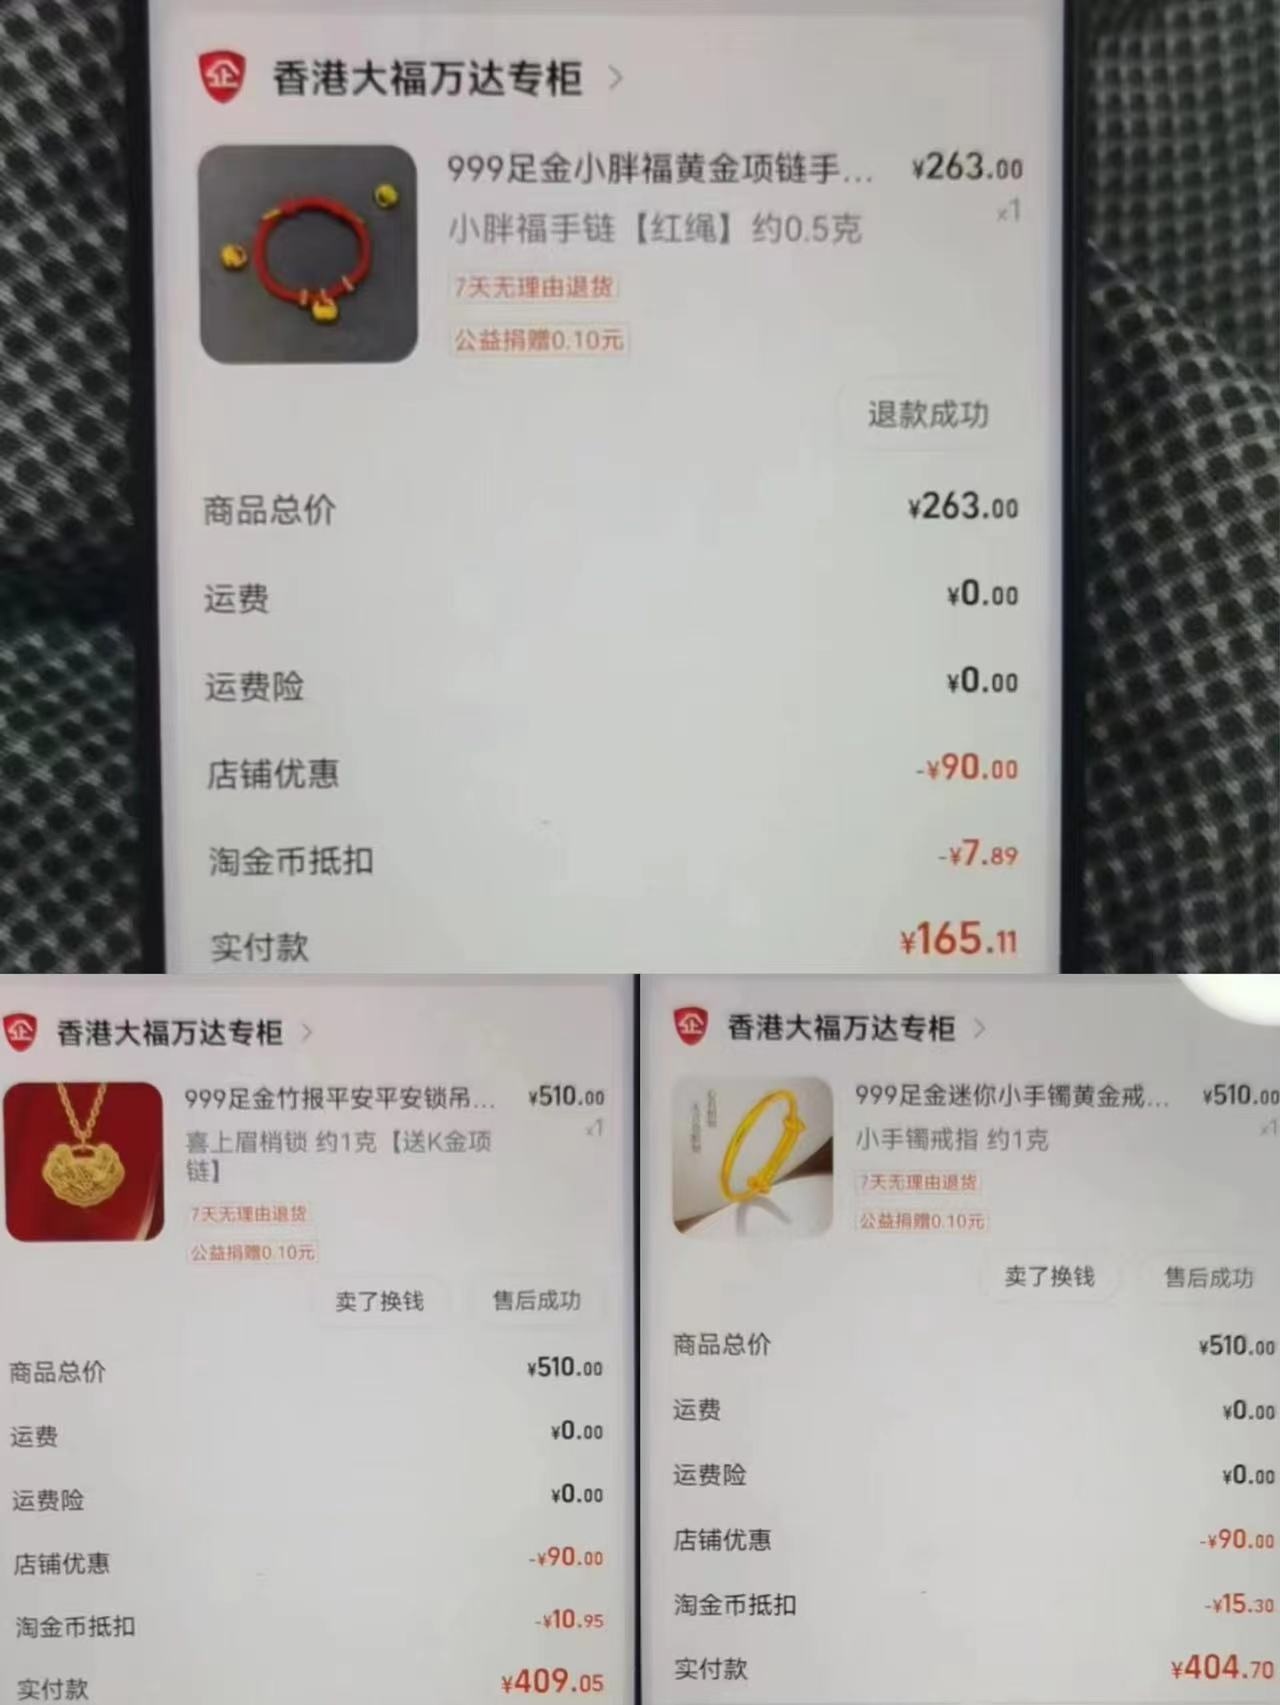 香港大福万达专柜
999足金小胖福黄金项链手... ¥263.00
小胖福手链【红绳】约0.5克 x1
7天无理由退货
公益捐赠0.10元
退款成功
商品总价 ¥263.00
运费 ¥0.00
运费险 ¥0.00
店铺优惠 -¥90.00
淘金币抵扣 -¥7.89
实付款 ¥165.11
香港大福万达专柜
999足金竹报平安平安锁吊... ¥510.00
喜上眉梢锁 约1克【送K金项 x1
链】
7天无理由退货
公益捐赠0.10元
卖了换钱 售后成功
商品总价 ¥510.00
运费 ¥0.00
运费险 ¥0.00
店铺优惠 -¥90.00
淘金币抵扣 -¥10.95
实付款 ¥409.05
香港大福万达专柜
999足金迷你小手镯黄金戒... ¥510.00
小手镯戒指 约1克 x1
7天无理由退货
公益捐赠0.10元
卖了换钱 售后成功
商品总价 ¥510.00
运费 ¥0.00
运费险 ¥0.00
店铺优惠 -¥90.00
淘金币抵扣 -¥15.30
实付款 ¥404.70